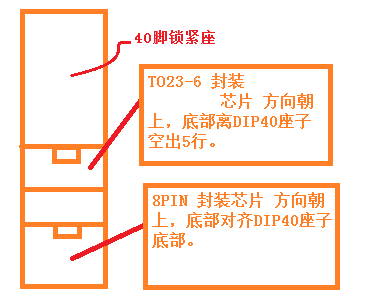 40脚锁紧座
TO23-6 封装
芯片 方向朝
上，底部离DIP40座子
空出5行。
8PIN 封装芯片 方向朝
上，底部对齐DIP40座子
底部。